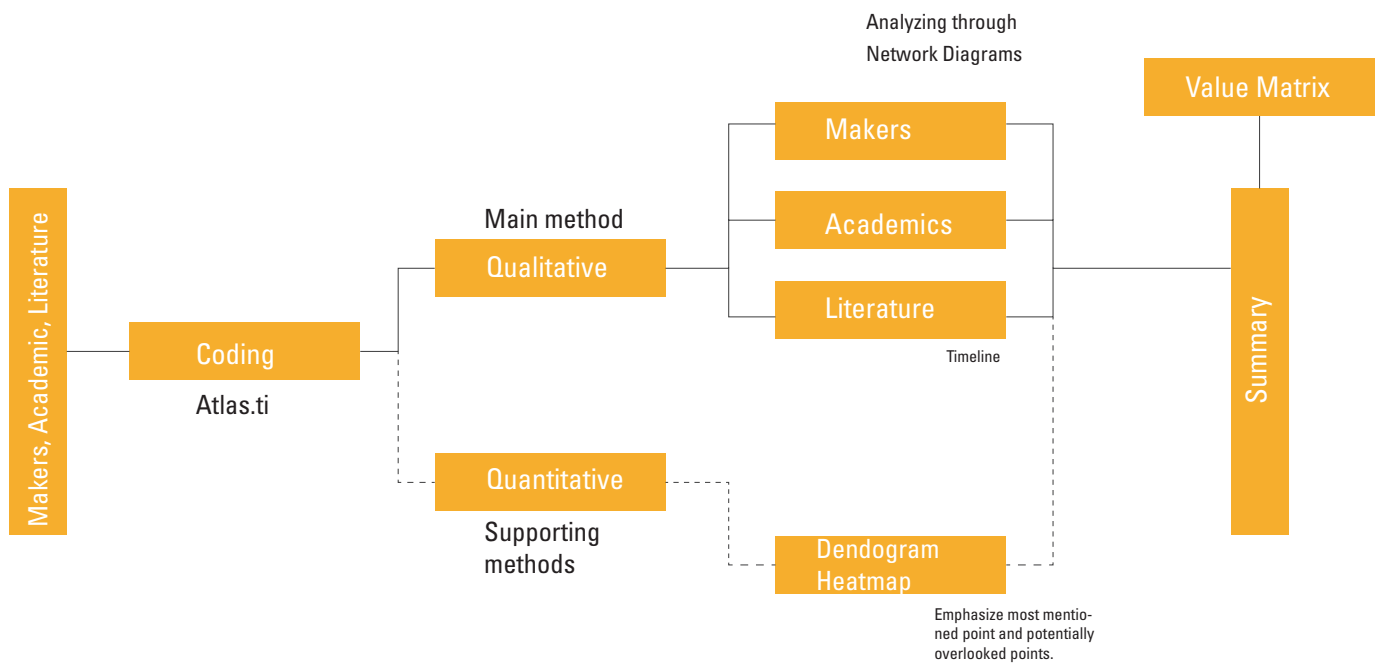 Analyzing through
Network Diagrams
Value Matrix
Makers
Makers, Academic, Literature
Main method
Academics
Qualitative
Literature
Summary
Coding
Timeline
Atlas.ti
Quantitative
Supporting
methods
Dendogram
Heatmap
Emphasize most mentio-
ned point and potentially
overlooked points.